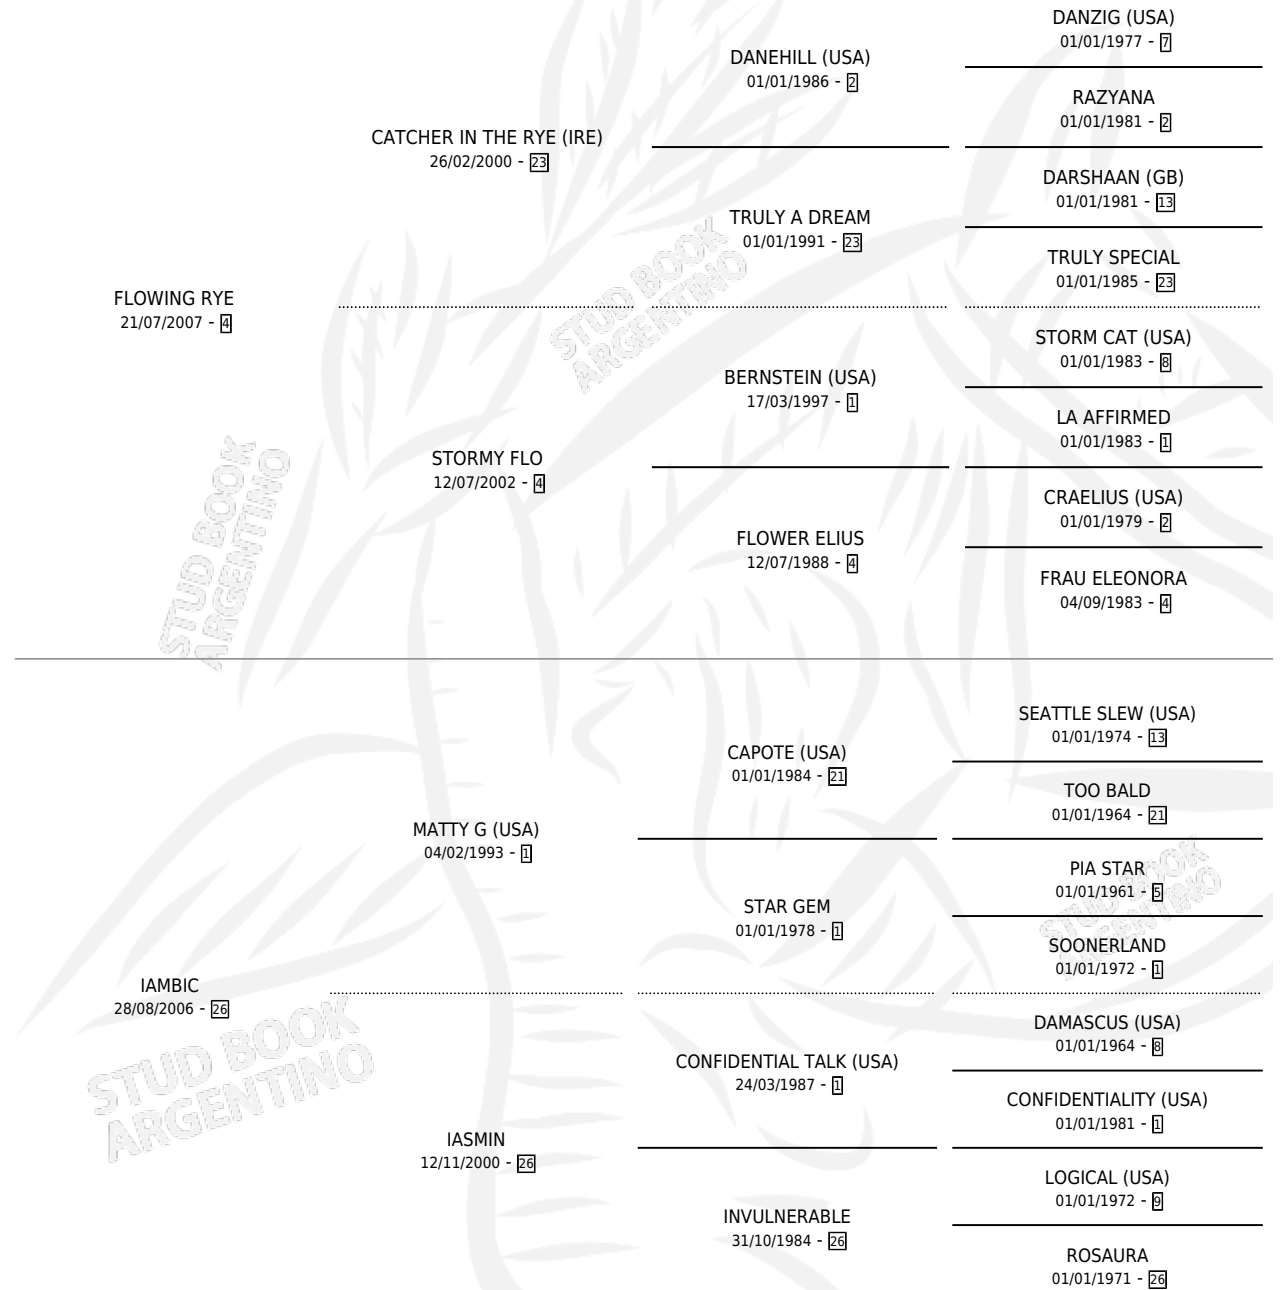 FLOWING RYE
21/07/2007 - 4
CATCHER IN THE RYE (IRE)
26/02/2000 - 23
DANEHILL (USA)
01/01/1986 - 2
DANZIG (USA)
01/01/1977 - 7
RAZYANA
01/01/1981 - 2
TRULY A DREAM
01/01/1991 - 23
DARSHAAN (GB)
01/01/1981 - 13
TRULY SPECIAL
01/01/1985 - 23
STORMY FLO
12/07/2002 - 4
BERNSTEIN (USA)
17/03/1997 - 1
STORM CAT (USA)
01/01/1983 - 8
LA AFFIRMED
01/01/1983 - 1
FLOWER ELIUS
12/07/1988 - 4
CRAELIUS (USA)
01/01/1979 - 2
FRAU ELEONORA
04/09/1983 - 4
STUD BOOK
ARGENTINO
STUD BOOK
ARGENTINO
IAMBIC
28/08/2006 - 26
MATTY G (USA)
04/02/1993 - 1
CAPOTE (USA)
01/01/1984 - 21
SEATTLE SLEW (USA)
01/01/1974 - 13
TOO BALD
01/01/1964 - 21
STAR GEM
01/01/1978 - 1
PIA STAR
01/01/1961 - 5
SOONERLAND
01/01/1972 - 1
IASMIN
12/11/2000 - 26
CONFIDENTIAL TALK (USA)
24/03/1987 - 1
DAMASCUS (USA)
01/01/1964 - 8
CONFIDENTIALITY (USA)
01/01/1981 - 1
INVULNERABLE
31/10/1984 - 26
LOGICAL (USA)
01/01/1972 - 9
ROSAURA
01/01/1971 - 26
STUD BOOK
ARGENTINO
STUD BOOK
ARGENTINO